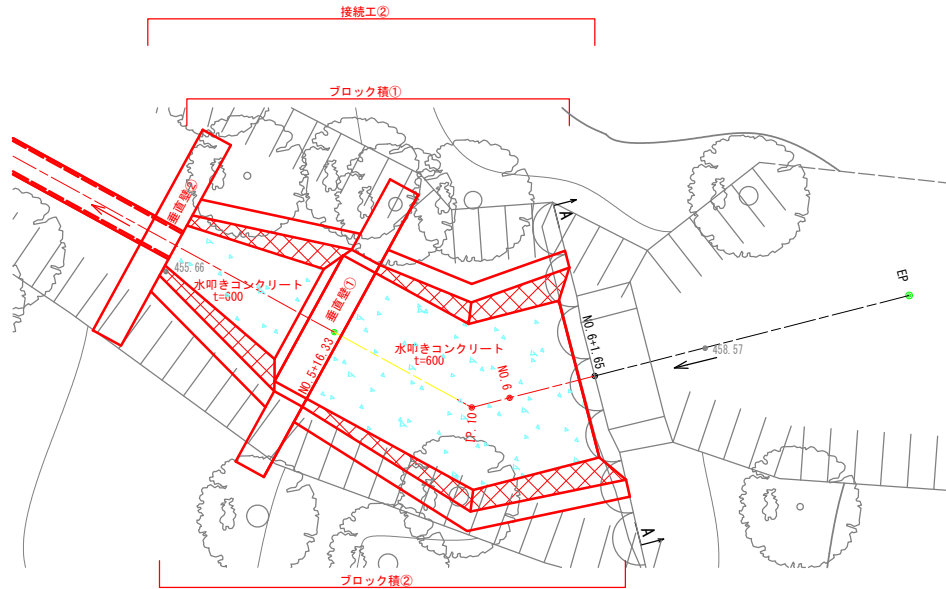 接続工②
ブロック積①
垂直壁②
A
455.66
水叩きコンクリート
t=600
垂直壁①
EP
NO.5+16.33
水叩きコンクリート
t=600
NO.6+1.65
458.57
NO.6
IP.10
A
ブロック積②